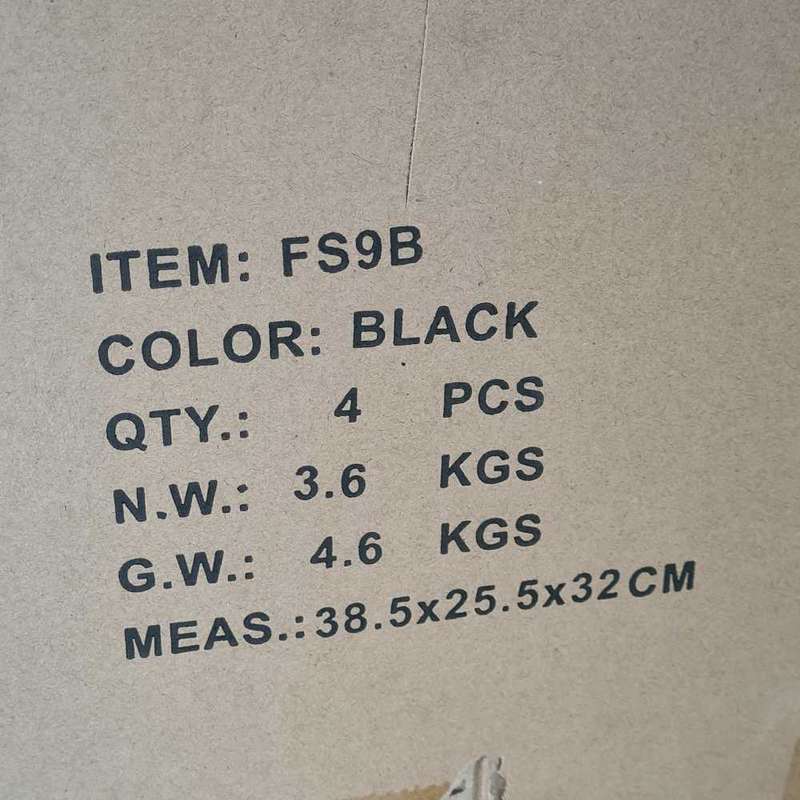 ITEM: FS9B
COLOR: BLACK
QTY.: 4 PCS
N.W.: 3.6 KGS
G.W.: 4.6 KGS
MEAS.:38.5x25.5x32CM